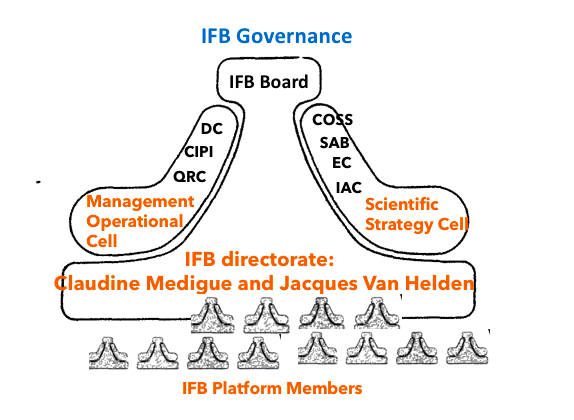 IFB Governance
IFB Board
DC
CIPI
QRC
Management
Operational
Cell
COSS
SAB
EC
IAC
Scientific
Strategy Cell
IFB directorate:
Claudine Medigue and Jacques Van Helden
IFB Platform Members